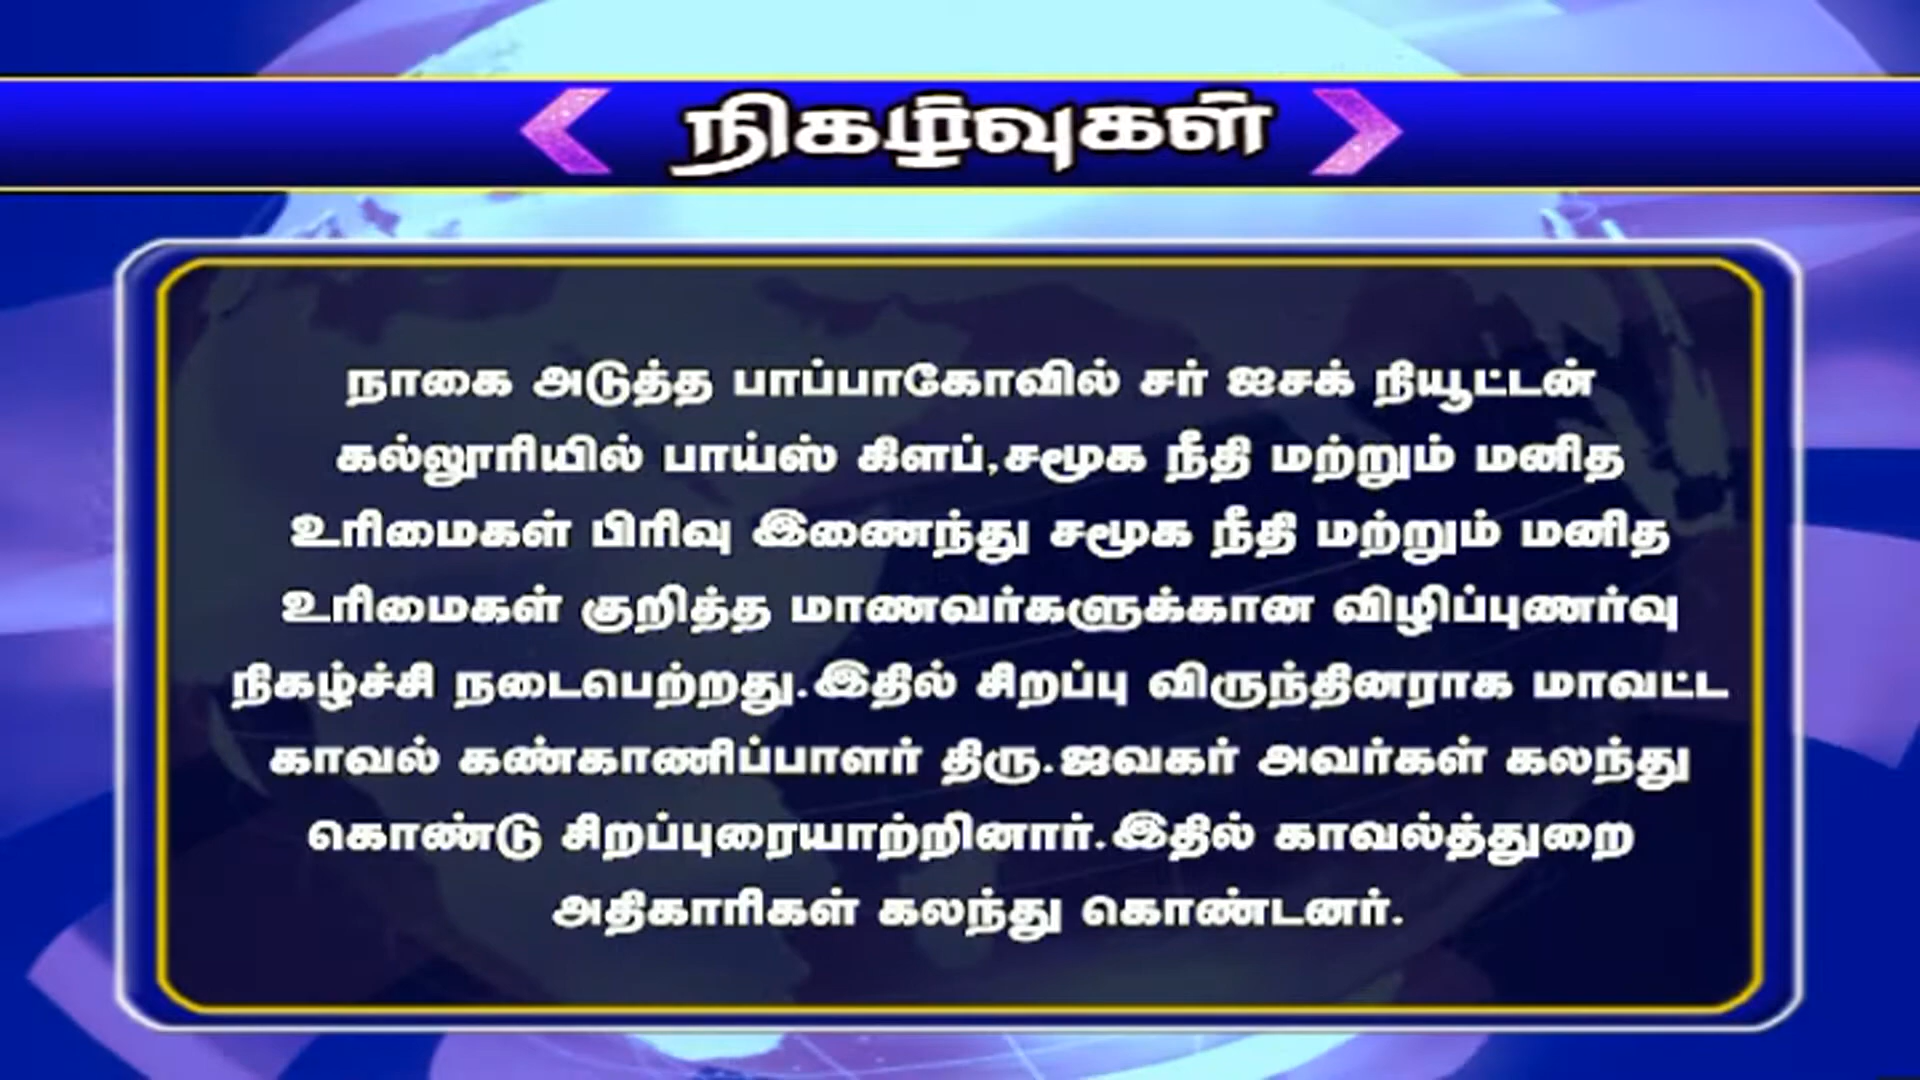 நிகழ்வுகள்
நாகை அடுத்த பாப்பாகோவில் சர் ஐசக் நியூட்டன்
கல்லூரியில் பாய்ஸ் கிளப்,சமூக நீதி மற்றும் மனித
உரிமைகள் பிரிவு இணைந்து சமூக நீதி மற்றும் மனித
உரிமைகள் குறித்த மாணவர்களுக்கான விழிப்புணர்வு
நிகழ்ச்சி நடைபெற்றது.இதில் சிறப்பு விருந்தினராக மாவட்ட
காவல் கண்காணிப்பாளர் திரு.ஜவகர் அவர்கள் கலந்து
கொண்டு சிறப்புரையாற்றினார்.இதில் காவல்த்துறை
அதிகாரிகள் கலந்து கொண்டனர்.